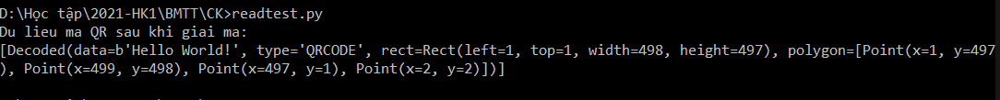 D:\Học tập\2021-HK1\BMTT\CK>readtest.py
Du lieu ma QR sau khi giai ma:
[Decoded(data=b'Hello World!', type='QRCODE', rect=Rect(left=1, top=1, width=498, height=497), polygon=[Point(x=1, y=497
), Point(x=499, y=498), Point(x=497, y=1), Point(x=2, y=2)])]